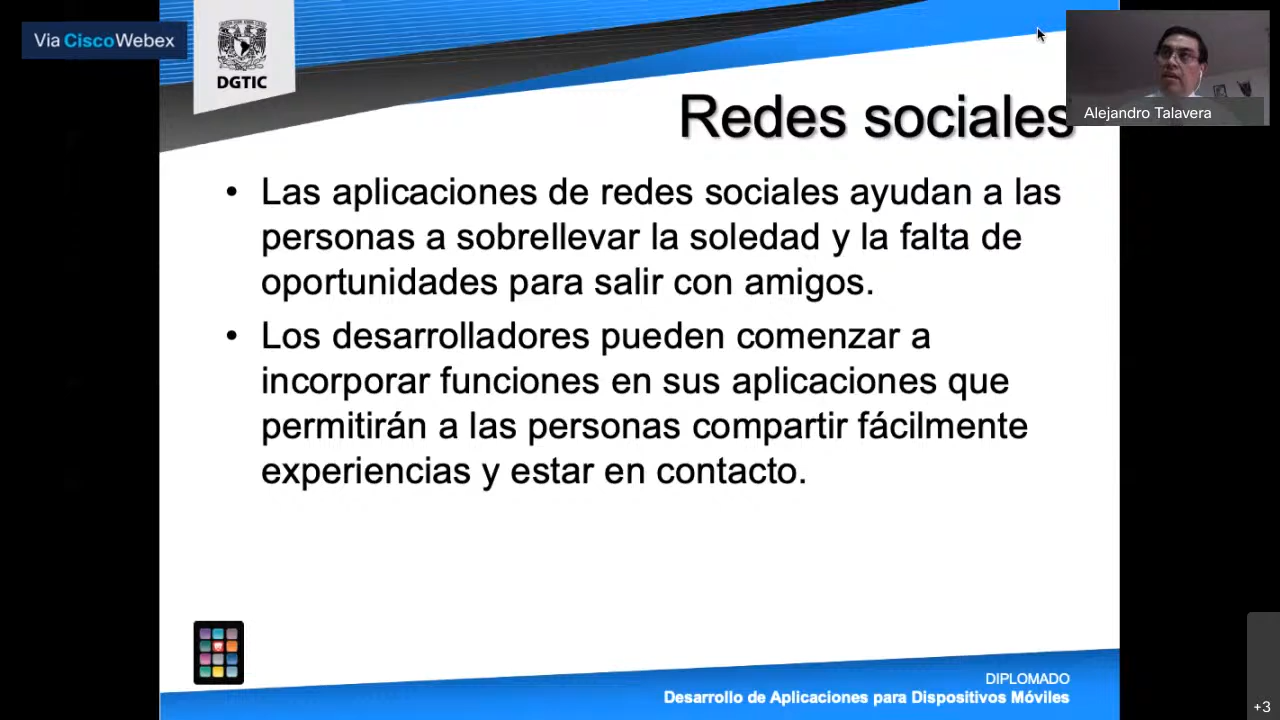 Via Cisco Webex
DGTIC
Alejandro Talavera
Redes sociales
• Las aplicaciones de redes sociales ayudan a las
personas a sobrellevar la soledad y la falta de
oportunidades para salir con amigos.
• Los desarrolladores pueden comenzar a
incorporar funciones en sus aplicaciones que
permitirán a las personas compartir fácilmente
experiencias y estar en contacto.
DIPLOMADO
Desarrollo de Aplicaciones para Dispositivos Móviles
+3